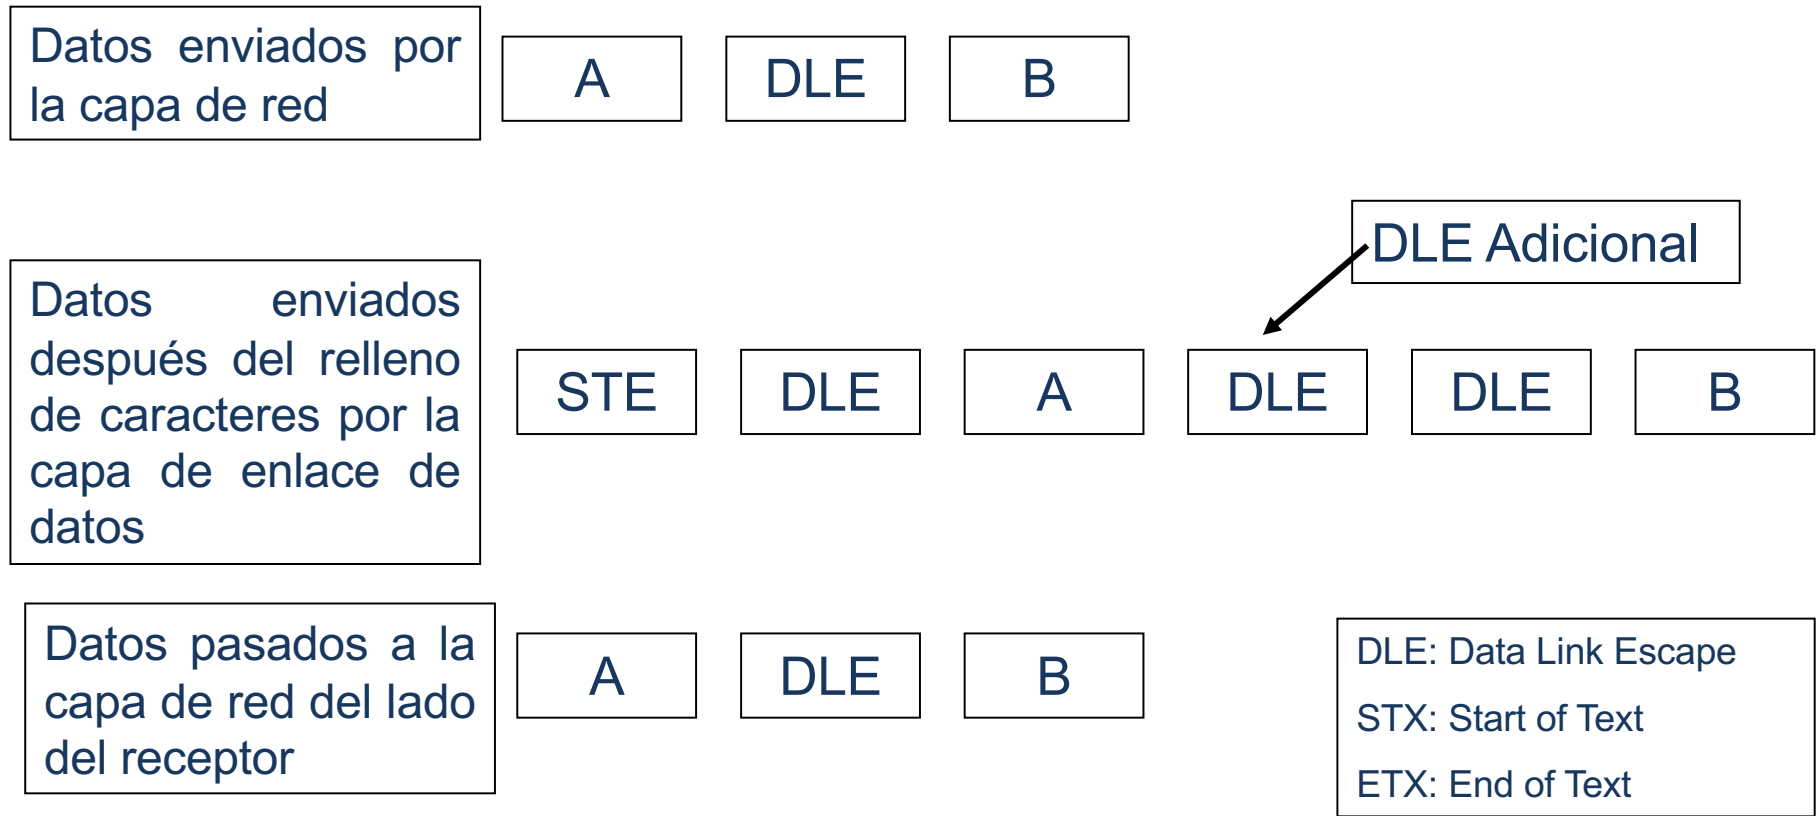 Datos enviados por
la capa de red
A DLE B
DLE Adicional
Datos enviados
después del relleno
de caracteres por la
capa de enlace de
datos
STE DLE A DLE DLE B
Datos pasados a la
capa de red del lado
del receptor
A DLE B
DLE: Data Link Escape
STX: Start of Text
ETX: End of Text